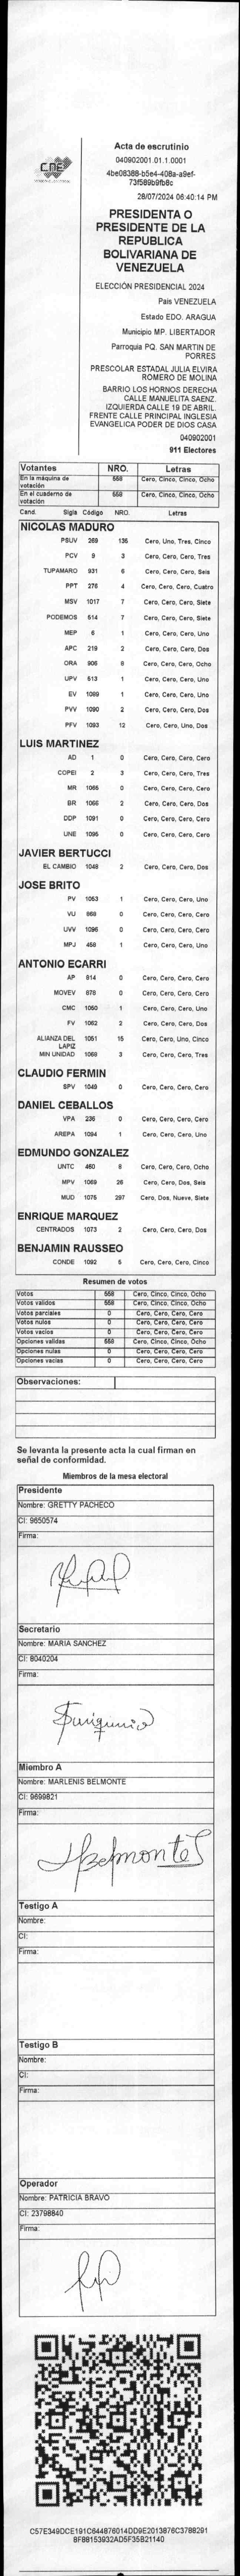 Acta de escrutinio
040902001.01.1.0001
4be08388-b5e4-408a-a9ef-
73f589b9fb8c
28/07/2024 06:40:14 PM
CNE
PRESIDENTA O
PRESIDENTE DE LA
REPUBLICA
BOLIVARIANA DE
VENEZUELA
ELECCIÓN PRESIDENCIAL 2024
País VENEZUELA
Estado EDO. ARAGUA
Municipio MP. LIBERTADOR
Parroquia PQ. SAN MARTIN DE
PORRES
PRESCOLAR ESTADAL JULIA ELVIRA
ROMERO DE MOLINA
BARRIO LOS HORNOS DERECHA
CALLE MANUELITA SAENZ.
IZQUIERDA CALLE 19 DE ABRIL.
FRENTE CALLE PRINCIPAL INGLESIA
EVANGELICA PODER DE DIOS CASA
040902001
911 Electores
Votantes NRO. Letras
En la máquina de votación 558 Cero, Cinco, Cinco, Ocho
En el cuaderno de votación 558 Cero, Cinco, Cinco, Ocho
Cand. Sigla Código NRO. Letras
NICOLAS MADURO
PSUV 269 135 Cero, Uno, Tres, Cinco
PCV 9 3 Cero, Cero, Cero, Tres
TUPAMARO 931 6 Cero, Cero, Cero, Seis
PPT 276 4 Cero, Cero, Cero, Cuatro
MSV 1017 7 Cero, Cero, Cero, Siete
PODEMOS 514 7 Cero, Cero, Cero, Siete
MEP 6 1 Cero, Cero, Cero, Uno
APC 219 2 Cero, Cero, Cero, Dos
ORA 906 8 Cero, Cero, Cero, Ocho
UPV 513 1 Cero, Cero, Cero, Uno
EV 1089 1 Cero, Cero, Cero, Uno
PVV 1090 2 Cero, Cero, Cero, Dos
PFV 1093 12 Cero, Cero, Uno, Dos
LUIS MARTINEZ
AD 1 0 Cero, Cero, Cero, Cero
COPEI 2 3 Cero, Cero, Cero, Tres
MR 1065 0 Cero, Cero, Cero, Cero
BR 1066 2 Cero, Cero, Cero, Dos
DDP 1091 0 Cero, Cero, Cero, Cero
UNE 1095 0 Cero, Cero, Cero, Cero
JAVIER BERTUCCI
EL CAMBIO 1048 2 Cero, Cero, Cero, Dos
JOSE BRITO
PV 1053 1 Cero, Cero, Cero, Uno
VU 868 0 Cero, Cero, Cero, Cero
UVV 1096 0 Cero, Cero, Cero, Cero
MPJ 458 1 Cero, Cero, Cero, Uno
ANTONIO ECARRI
AP 814 0 Cero, Cero, Cero, Cero
MOVEV 878 0 Cero, Cero, Cero, Cero
CMC 1050 1 Cero, Cero, Cero, Uno
FV 1062 2 Cero, Cero, Cero, Dos
ALIANZA DEL LAPIZ 1051 15 Cero, Cero, Uno, Cinco
MIN UNIDAD 1068 3 Cero, Cero, Cero, Tres
CLAUDIO FERMIN
SPV 1049 0 Cero, Cero, Cero, Cero
DANIEL CEBALLOS
VPA 236 0 Cero, Cero, Cero, Cero
AREPA 1094 1 Cero, Cero, Cero, Uno
EDMUNDO GONZALEZ
UNTC 460 8 Cero, Cero, Cero, Ocho
MPV 1069 26 Cero, Cero, Dos, Seis
MUD 1075 297 Cero, Dos, Nueve, Siete
ENRIQUE MARQUEZ
CENTRADOS 1073 2 Cero, Cero, Cero, Dos
BENJAMIN RAUSSEO
CONDE 1092 5 Cero, Cero, Cero, Cinco
Resumen de votos
Votos 558 Cero, Cinco, Cinco, Ocho
Votos validos 558 Cero, Cinco, Cinco, Ocho
Votos parciales 0 Cero, Cero, Cero, Cero
Votos nulos 0 Cero, Cero, Cero, Cero
Votos vacios 0 Cero, Cero, Cero, Cero
Opciones validas 558 Cero, Cinco, Cinco, Ocho
Opciones nulas 0 Cero, Cero, Cero, Cero
Opciones vacias 0 Cero, Cero, Cero, Cero
Observaciones:
Se levanta la presente acta la cual firman en
señal de conformidad.
Miembros de la mesa electoral
Presidente
Nombre: GRETTY PACHECO
CI: 9650574
Firma:
Secretario
Nombre: MARIA SANCHEZ
CI: 8040204
Firma:
Miembro A
Nombre: MARLENIS BELMONTE
CI: 9699821
Firma:
Belmonte
Testigo A
Nombre:
CI:
Firma:
Testigo B
Nombre:
CI:
Firma:
Operador
Nombre: PATRICIA BRAVO
CI: 23798840
Firma:
C57E349DCE191C644876014DD9E2013876C3788291
8F88153932AD5F35B21140